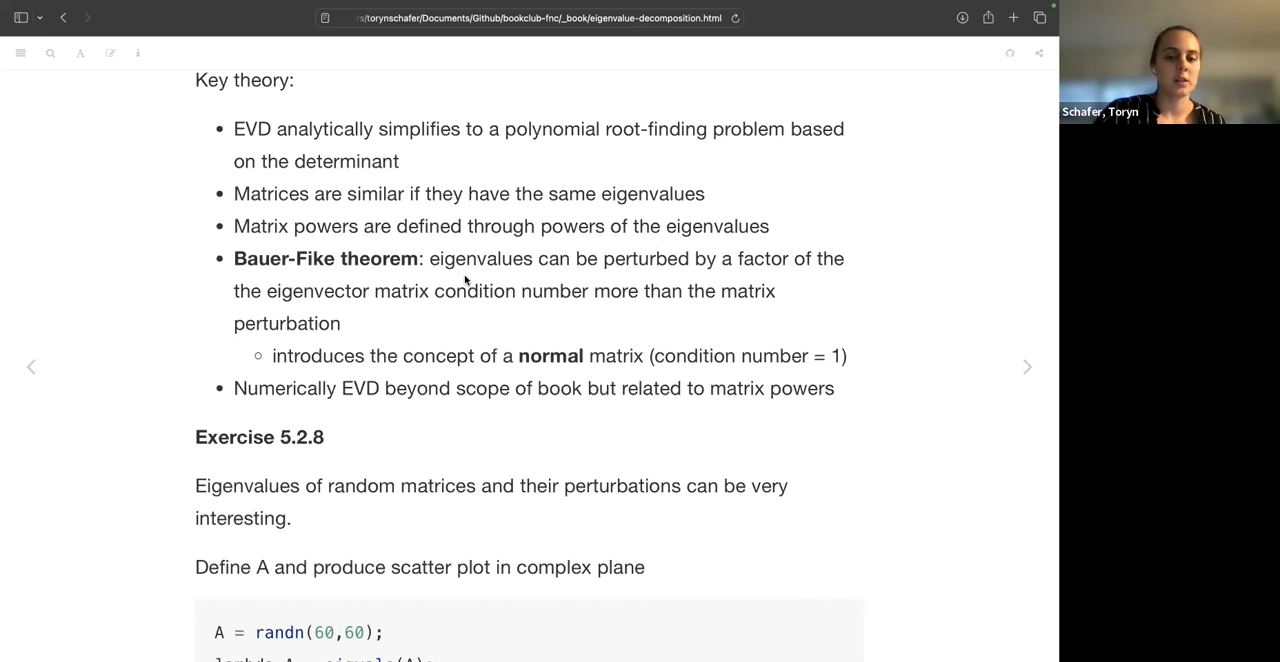 rs/torynschafer/Documents/Github/bookclub-fnc/_book/eigenvalue-decomposition.html
Schafer, Toryn
Key theory:
• EVD analytically simplifies to a polynomial root-finding problem based
on the determinant
• Matrices are similar if they have the same eigenvalues
• Matrix powers are defined through powers of the eigenvalues
• Bauer-Fike theorem: eigenvalues can be perturbed by a factor of the
the eigenvector matrix condition number more than the matrix
perturbation
◦ introduces the concept of a normal matrix (condition number = 1)
• Numerically EVD beyond scope of book but related to matrix powers
Exercise 5.2.8
Eigenvalues of random matrices and their perturbations can be very
interesting.
Define A and produce scatter plot in complex plane
A = randn(60,60);